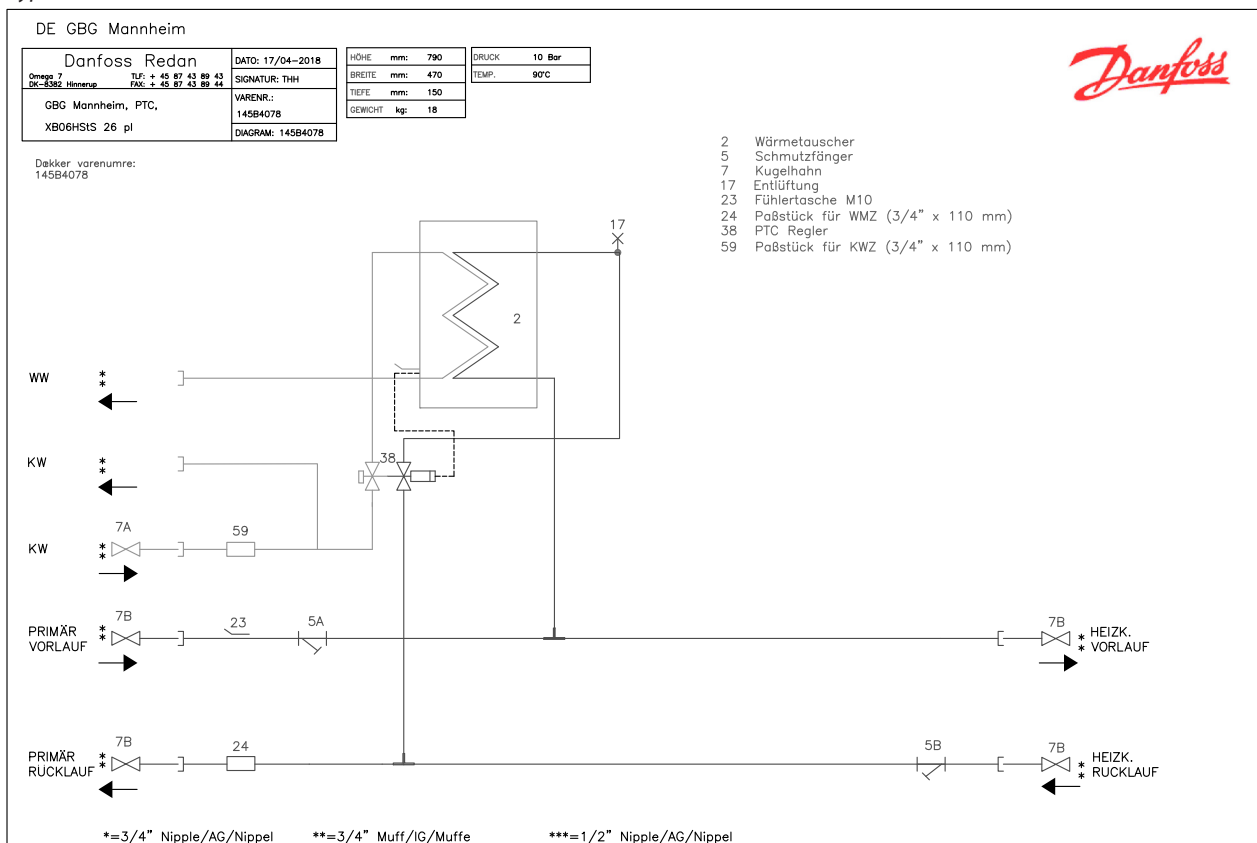 DE GBG Mannheim
Danfoss Redan
Omega 7 TLF: + 45 87 43 89 43
DK-8382 Hinnerup FAX: + 45 87 43 89 44
GBG Mannheim, PTC,
XB06HStS 26 pl
DATO: 17/04-2018
SIGNATUR: THH
VARENR.:
145B4078
DIAGRAM: 145B4078
HÖHE mm: 790
BREITE mm: 470
TIEFE mm: 150
GEWICHT kg: 18
DRUCK 10 Bar
TEMP. 90°C
Danfoss
Dækker varenumre:
145B4078
2 Wärmetauscher
5 Schmutzfänger
7 Kugelhahn
17 Entlüftung
23 Fühlertasche M10
24 Paßstück für WMZ (3/4" x 110 mm)
38 PTC Regler
59 Paßstück für KWZ (3/4" x 110 mm)
17
2
WW **
KW **
38
7A 59
KW **
7B 23 5A 7B
PRIMÄR
VORLAUF **
HEIZK.
** VORLAUF
7B 24 5B 7B
PRIMÄR
RÜCKLAUF **
HEIZK.
** RUCKLAUF
*=3/4" Nipple/AG/Nippel **=3/4" Muff/IG/Muffe ***=1/2" Nipple/AG/Nippel